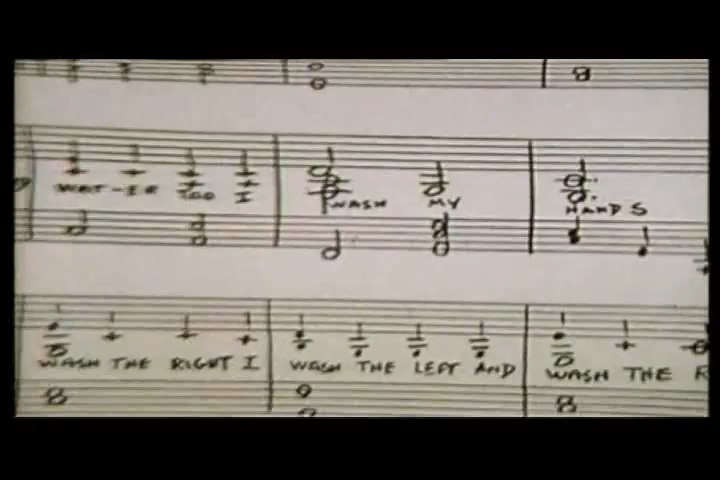 WAT-ER TOO I WASH MY HANDS
WASH THE RIGHT I WASH THE LEFT AND WASH THE R